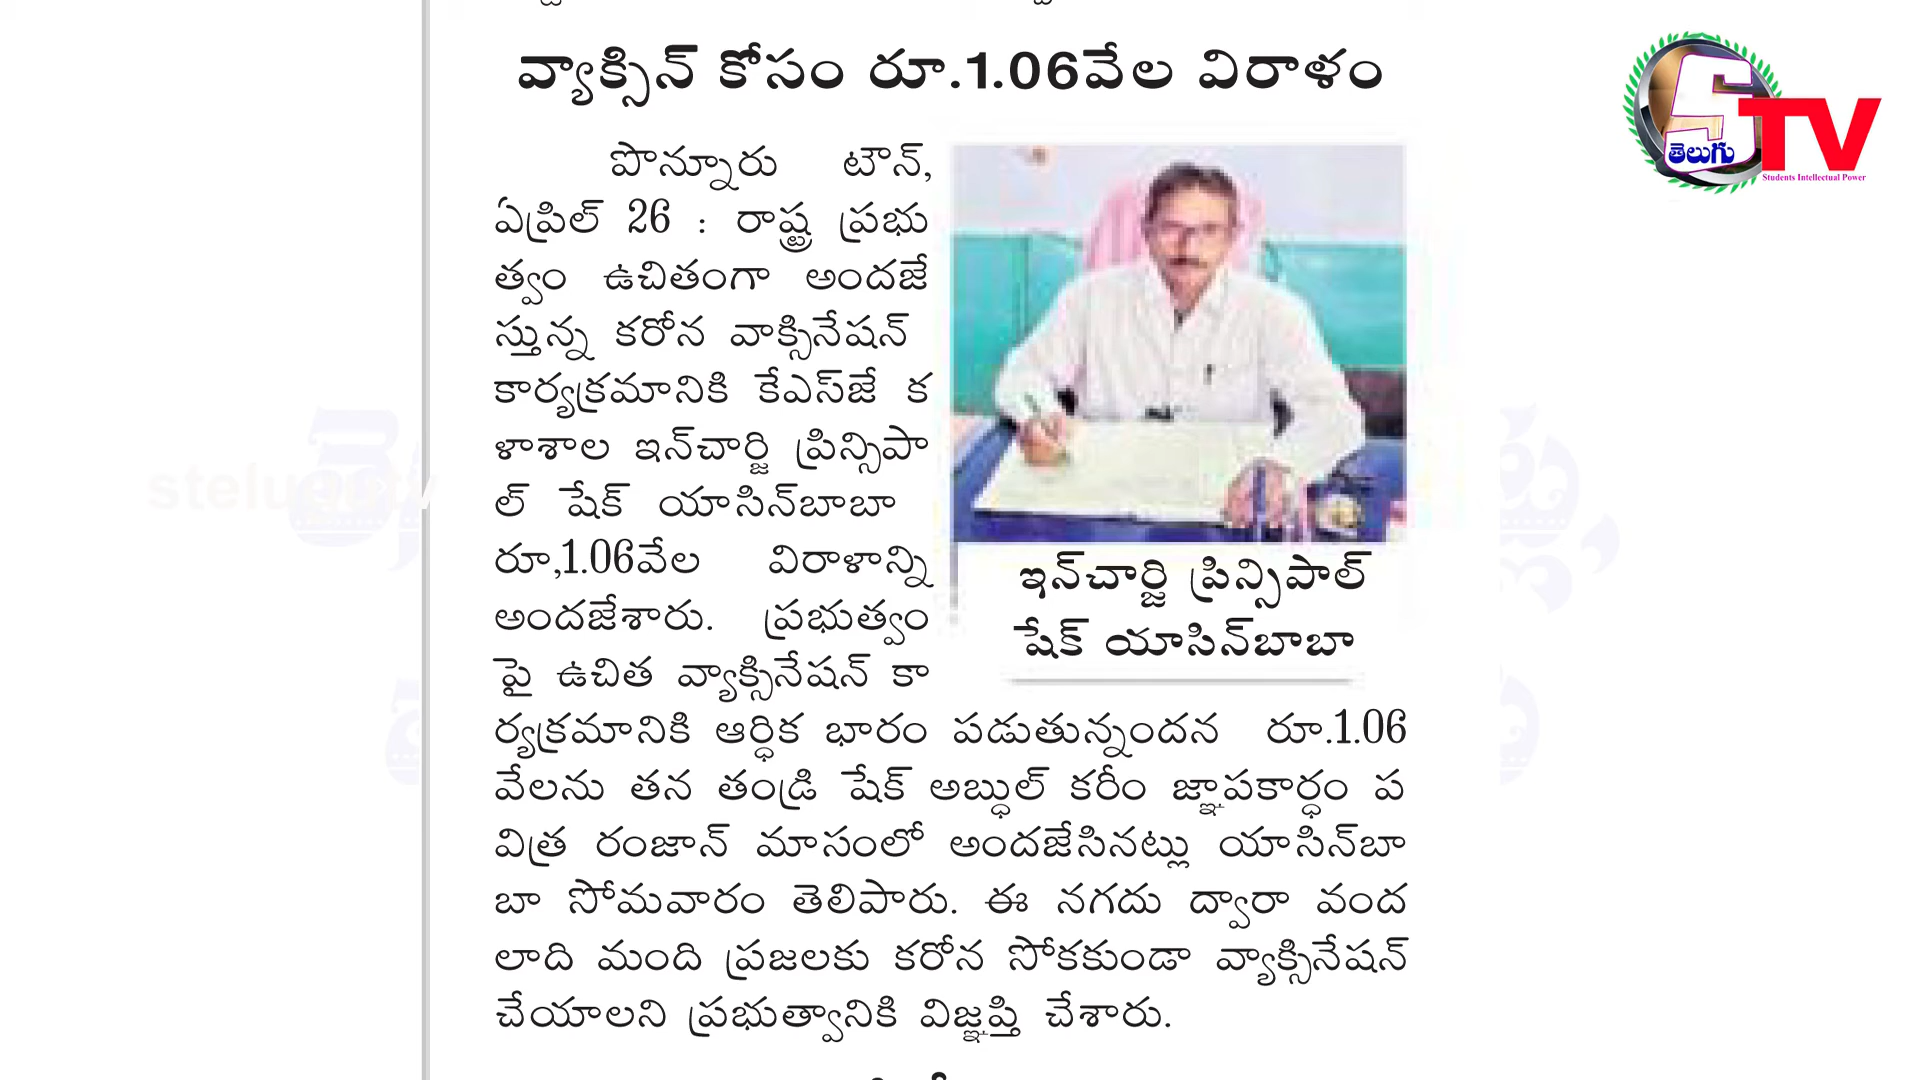 వ్యాక్సిన్ కోసం రూ.1.06వేల విరాళం
పొన్నూరు టౌన్,
ఏప్రిల్ 26 : రాష్ట్ర ప్రభు
త్వం ఉచితంగా అందజే
స్తున్న కరోన వాక్సినేషన్
కార్యక్రమానికి కేఎస్‌జే క
ళాశాల ఇన్‌చార్జి ప్రిన్సిపా
ల్ షేక్ యాసిన్‌బాబా
రూ,1.06వేల విరాళాన్ని
అందజేశారు. ప్రభుత్వం
పై ఉచిత వ్యాక్సినేషన్ కా
ర్యక్రమానికి ఆర్ధిక భారం పడుతున్నందన రూ.1.06
వేలను తన తండ్రి షేక్ అబ్ధుల్ కరీం జ్ఞాపకార్ధం ప
విత్ర రంజాన్ మాసంలో అందజేసినట్లు యాసిన్‌బా
బా సోమవారం తెలిపారు. ఈ నగదు ద్వారా వంద
లాది మంది ప్రజలకు కరోన సోకకుండా వ్యాక్సినేషన్
చేయాలని ప్రభుత్వానికి విజ్ఞప్తి చేశారు.
ఇన్‌చార్జి ప్రిన్సిపాల్
షేక్ యాసిన్‌బాబా
S TV
తెలుగు
Students Intellectual Power